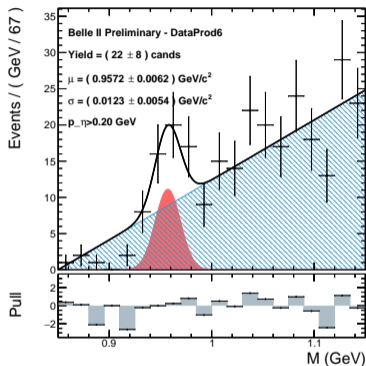 35
30
25
20
15
10
5
0
Events / ( GeV / 67 )
Belle II Preliminary - DataProd6
Yield = ( 22 ± 8 ) cands
μ = ( 0.9572 ± 0.0062 ) GeV/c²
σ = ( 0.0123 ± 0.0054 ) GeV/c²
p_η>0.20 GeV
Pull
2
0
−2
0.9
1
1.1
M (GeV)